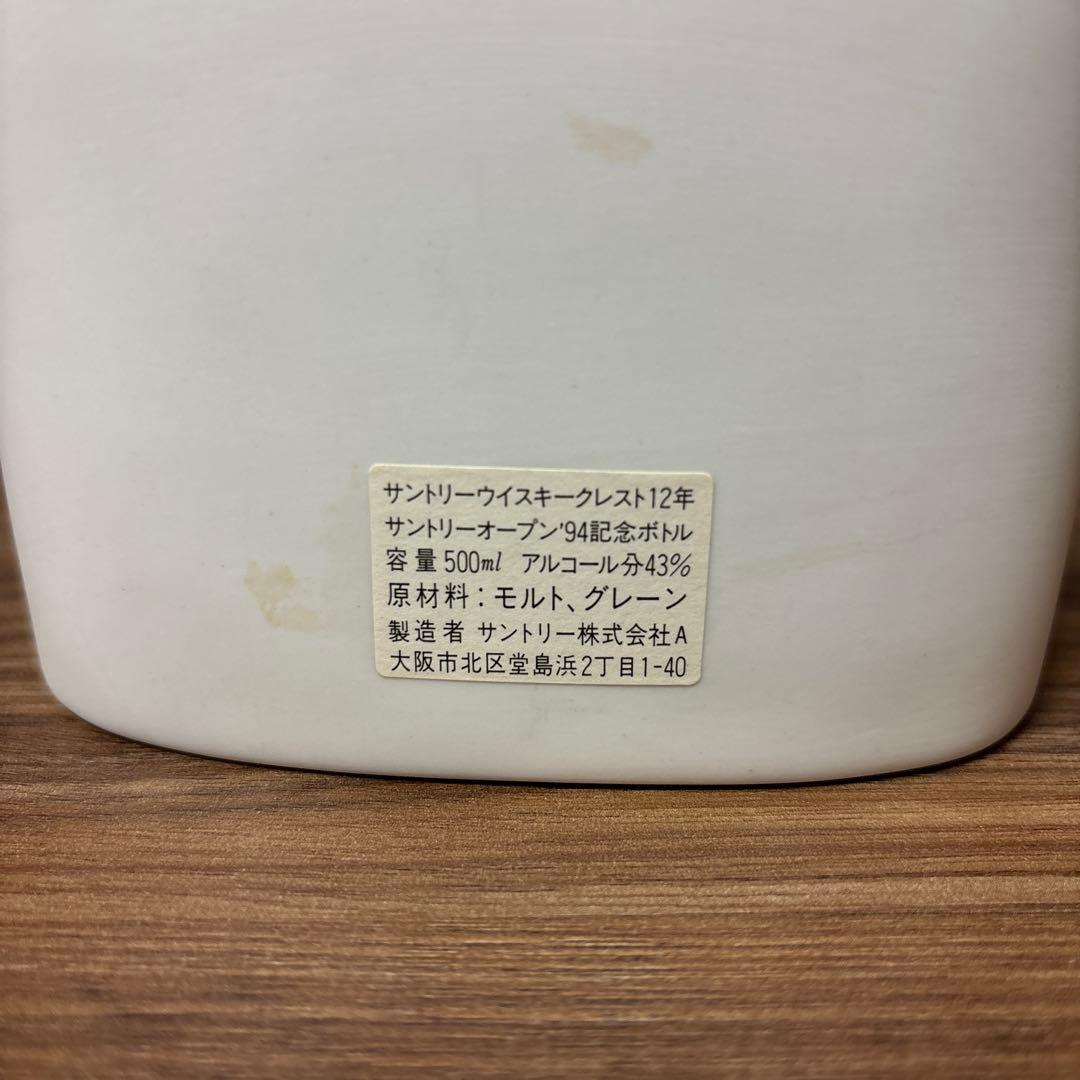 サントリーウイスキークレスト12年
サントリーオープン'94記念ボトル
容量500ml アルコール分43%
原材料：モルト、グレーン
製造者 サントリー株式会社A
大阪市北区堂島浜2丁目1-40